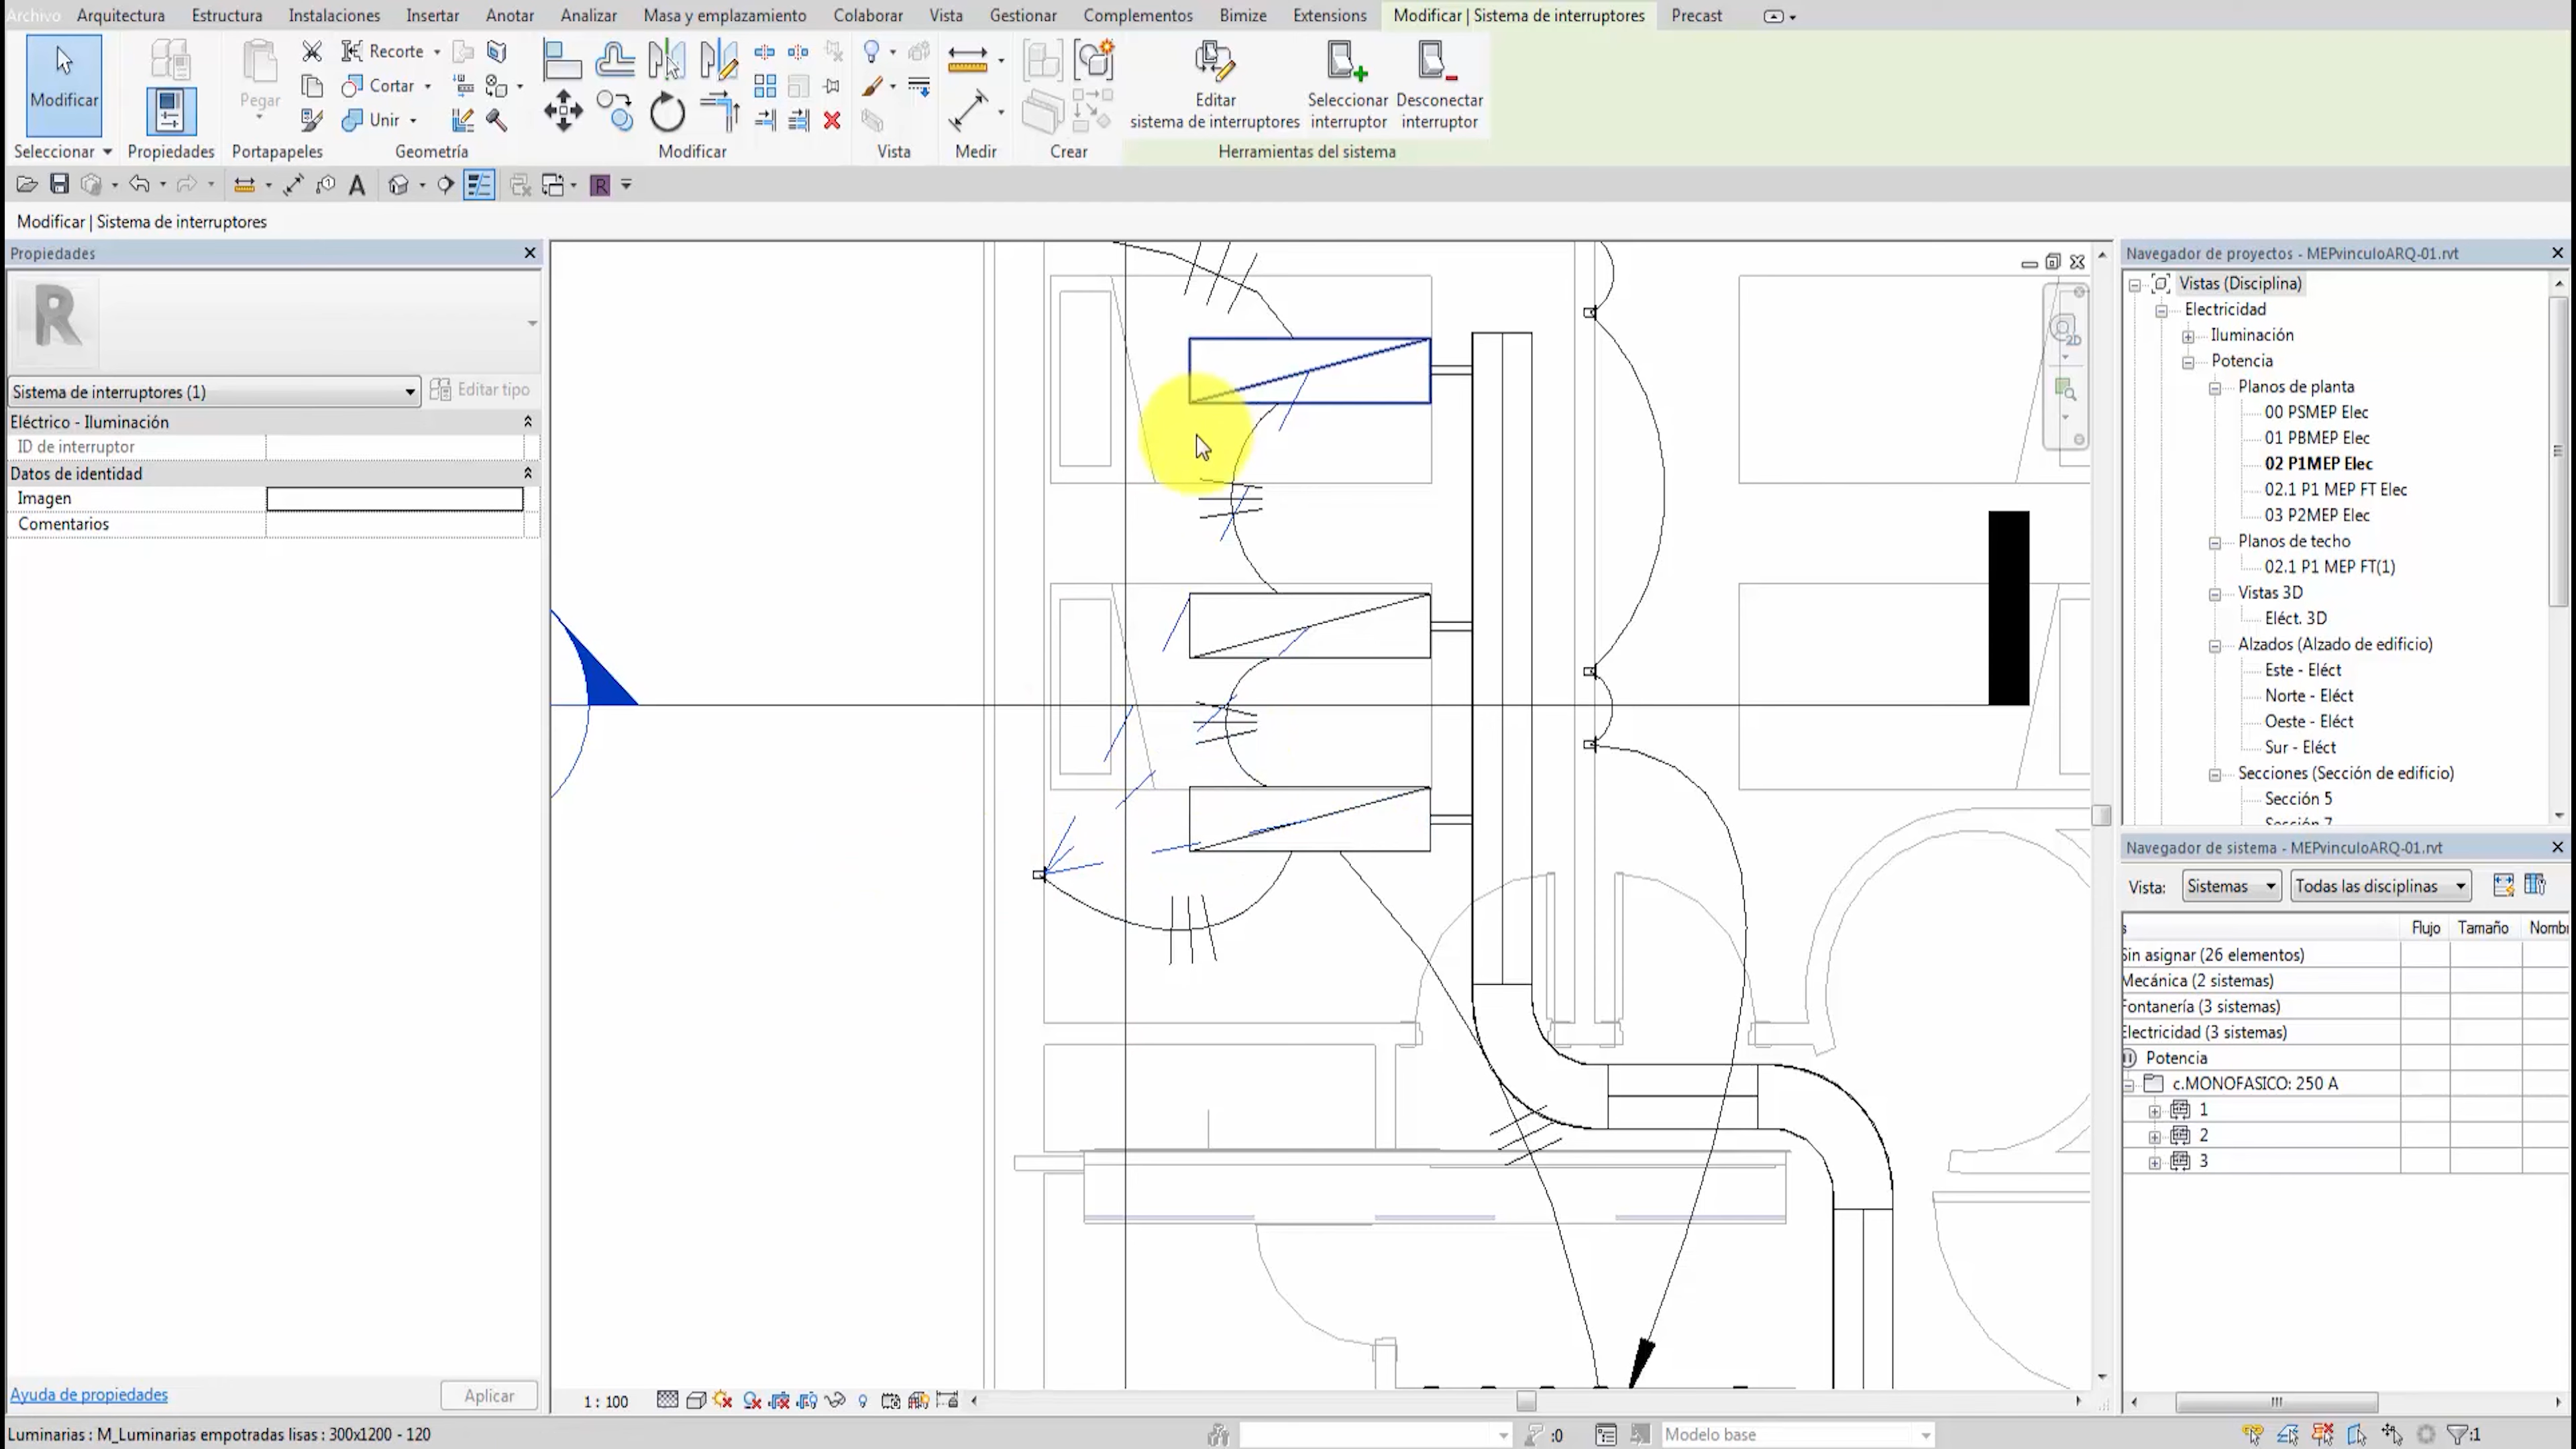 Archivo Arquitectura Estructura Instalaciones Insertar Anotar Analizar Masa y emplazamiento Colaborar Vista Gestionar Complementos Bimize Extensions Modificar | Sistema de interruptores Precast
Modificar
Pegar
Recorte
Cortar
Unir
Editar sistema de interruptores
Seleccionar interruptor
Desconectar interruptor
Seleccionar Propiedades Portapapeles Geometría Modificar Vista Medir Crear Herramientas del sistema
A
R
Modificar | Sistema de interruptores
Propiedades
R
Sistema de interruptores (1)
Editar tipo
Eléctrico - Iluminación
ID de interruptor
Datos de identidad
Imagen
Comentarios
Ayuda de propiedades
Aplicar
2D
Navegador de proyectos - MEPvinculoARQ-01.rvt
Vistas (Disciplina)
Electricidad
Iluminación
Potencia
Planos de planta
00 PSMEP Elec
01 PBMEP Elec
02 P1MEP Elec
02.1 P1 MEP FT Elec
03 P2MEP Elec
Planos de techo
02.1 P1 MEP FT(1)
Vistas 3D
Eléct. 3D
Alzados (Alzado de edificio)
Este - Eléct
Norte - Eléct
Oeste - Eléct
Sur - Eléct
Secciones (Sección de edificio)
Sección 5
Sección 7
Navegador de sistema - MEPvinculoARQ-01.rvt
Vista: Sistemas Todas las disciplinas
s Flujo Tamaño Nomb
Sin asignar (26 elementos)
Mecánica (2 sistemas)
Fontanería (3 sistemas)
Electricidad (3 sistemas)
Potencia
c.MONOFASICO: 250 A
1
2
3
1 : 100
Luminarias : M_Luminarias empotradas lisas : 300x1200 - 120
:0
Modelo base
:1